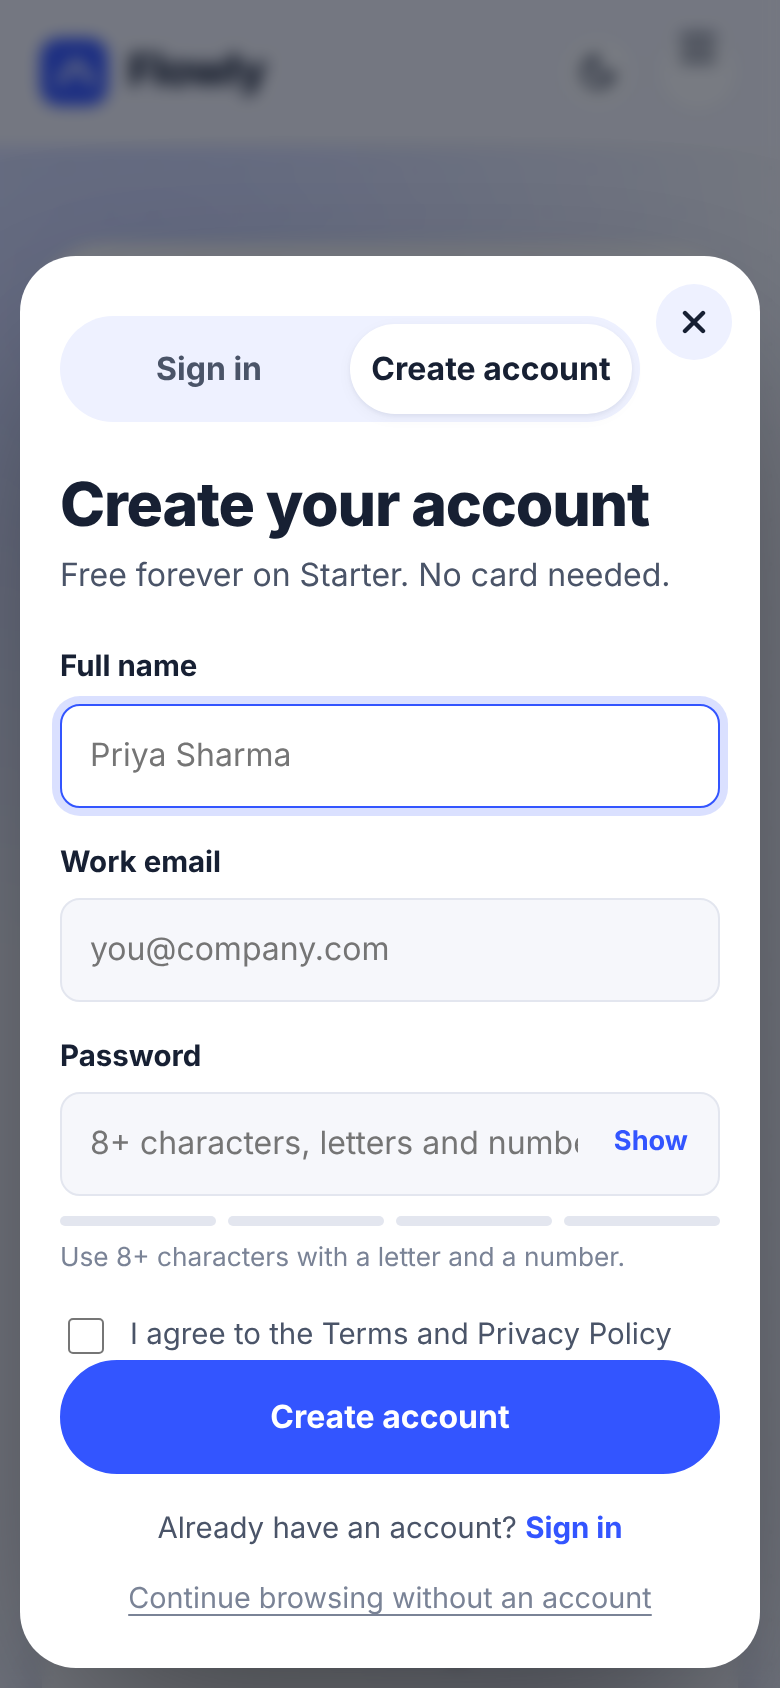 Flowly
Sign in
Create account
Create your account
Free forever on Starter. No card needed.
Full name
Priya Sharma
Work email
you@company.com
Password
8+ characters, letters and numbe
Show
Use 8+ characters with a letter and a number.
I agree to the Terms and Privacy Policy
Create account
Already have an account? Sign in
Continue browsing without an account